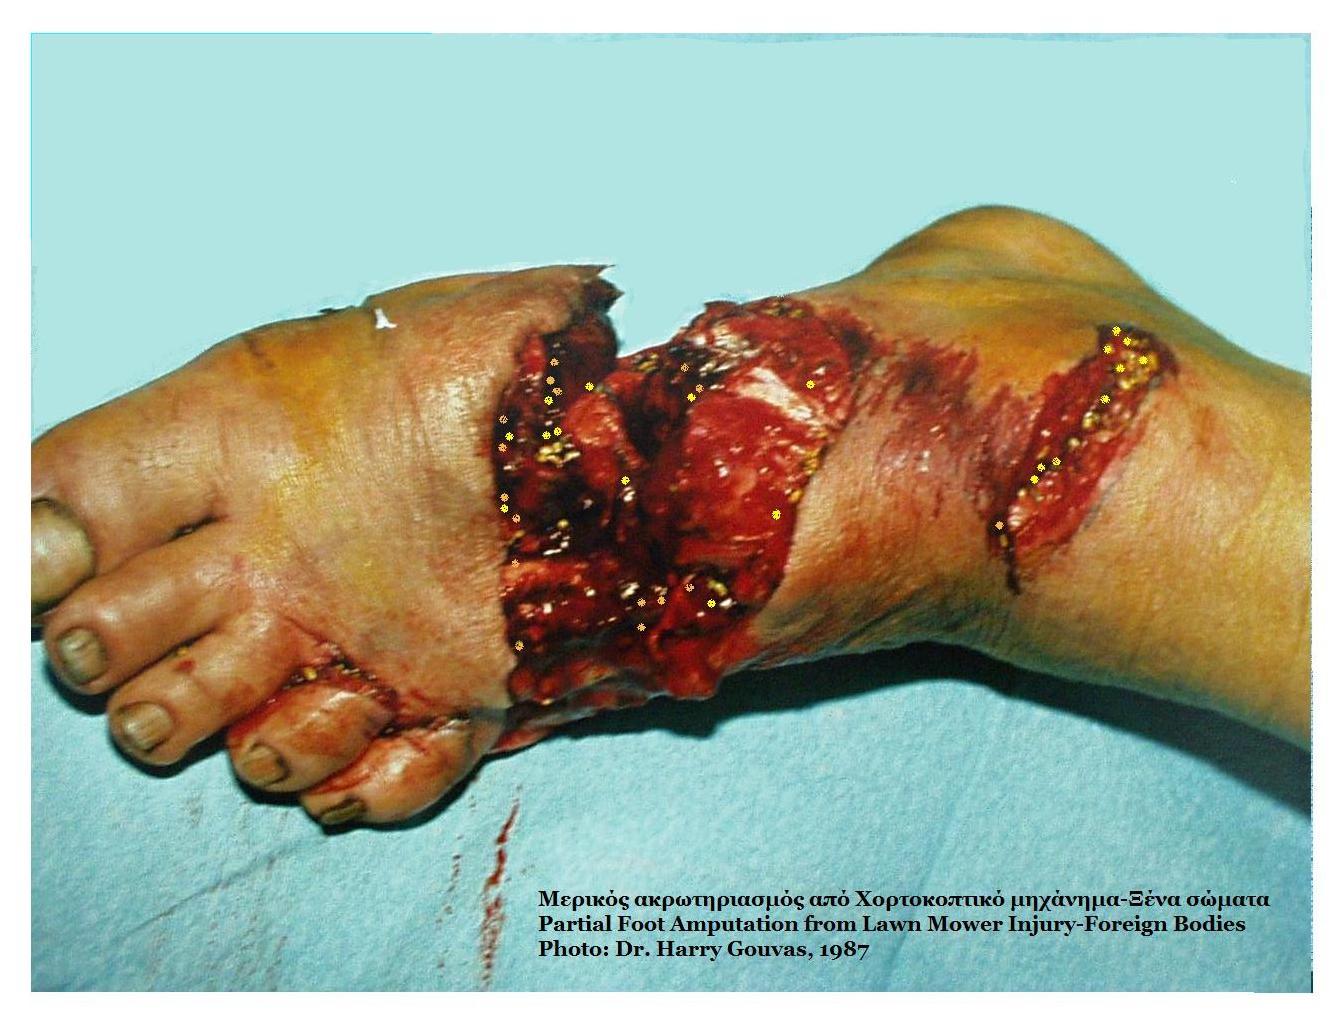 Μερικός ακρωτηριασμός από Χορτοκοπτικό μηχάνημα-Ξένα σώματα
Partial Foot Amputation from Lawn Mower Injury-Foreign Bodies
Photo: Dr. Harry Gouvas, 1987